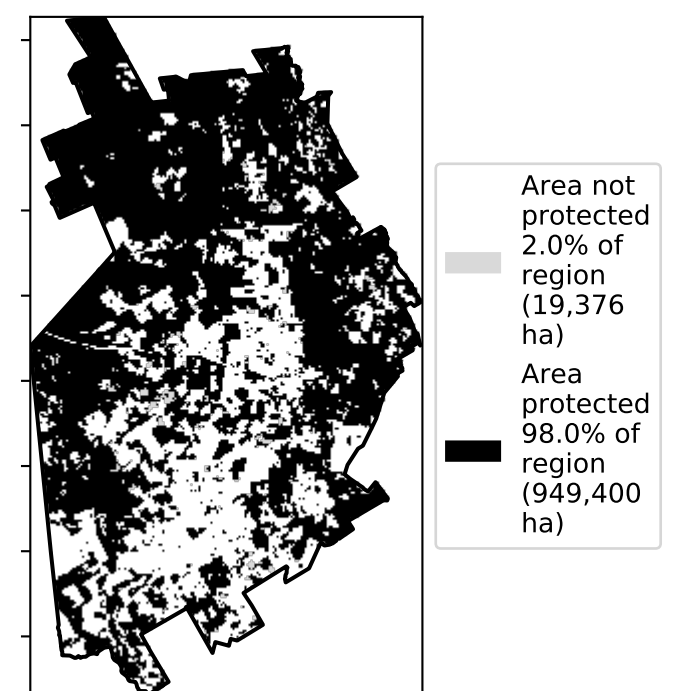 Area not
protected
2.0% of
region
(19,376
ha)
Area
protected
98.0% of
region
(949,400
ha)